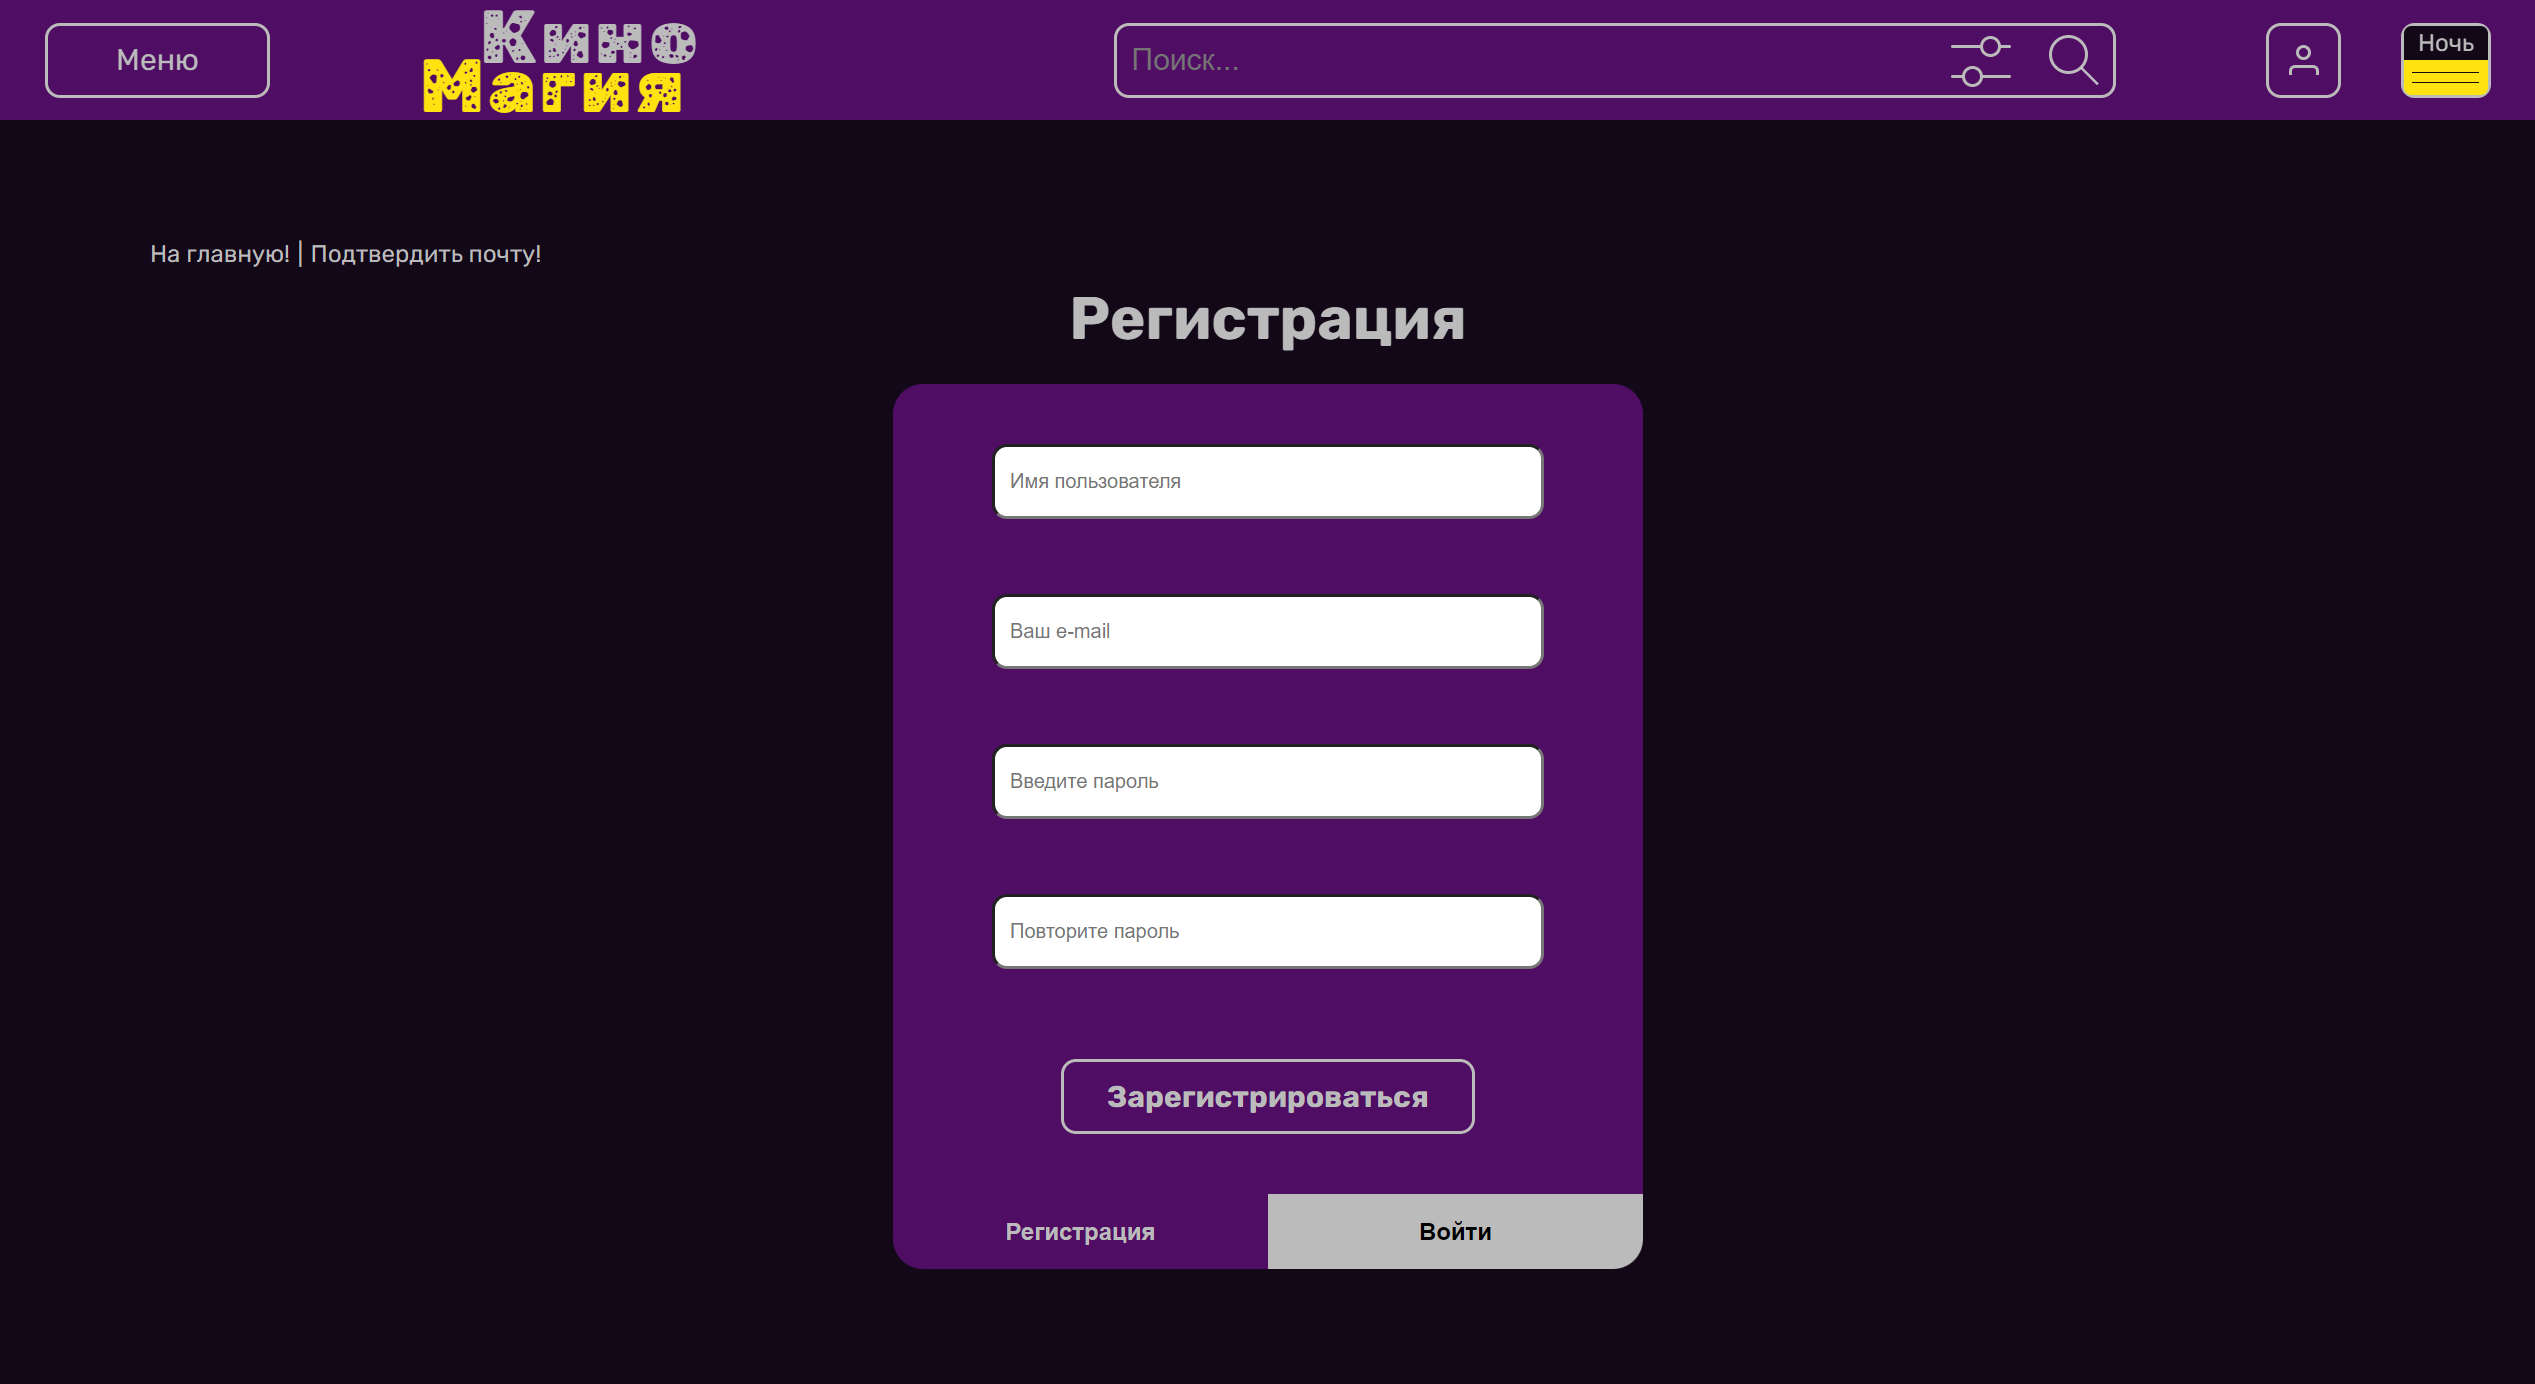 Меню
Кино
Магия
Поиск...
Ночь
На главную! | Подтвердить почту!
Регистрация
Имя пользователя
Ваш e-mail
Введите пароль
Повторите пароль
Зарегистрироваться
Регистрация
Войти